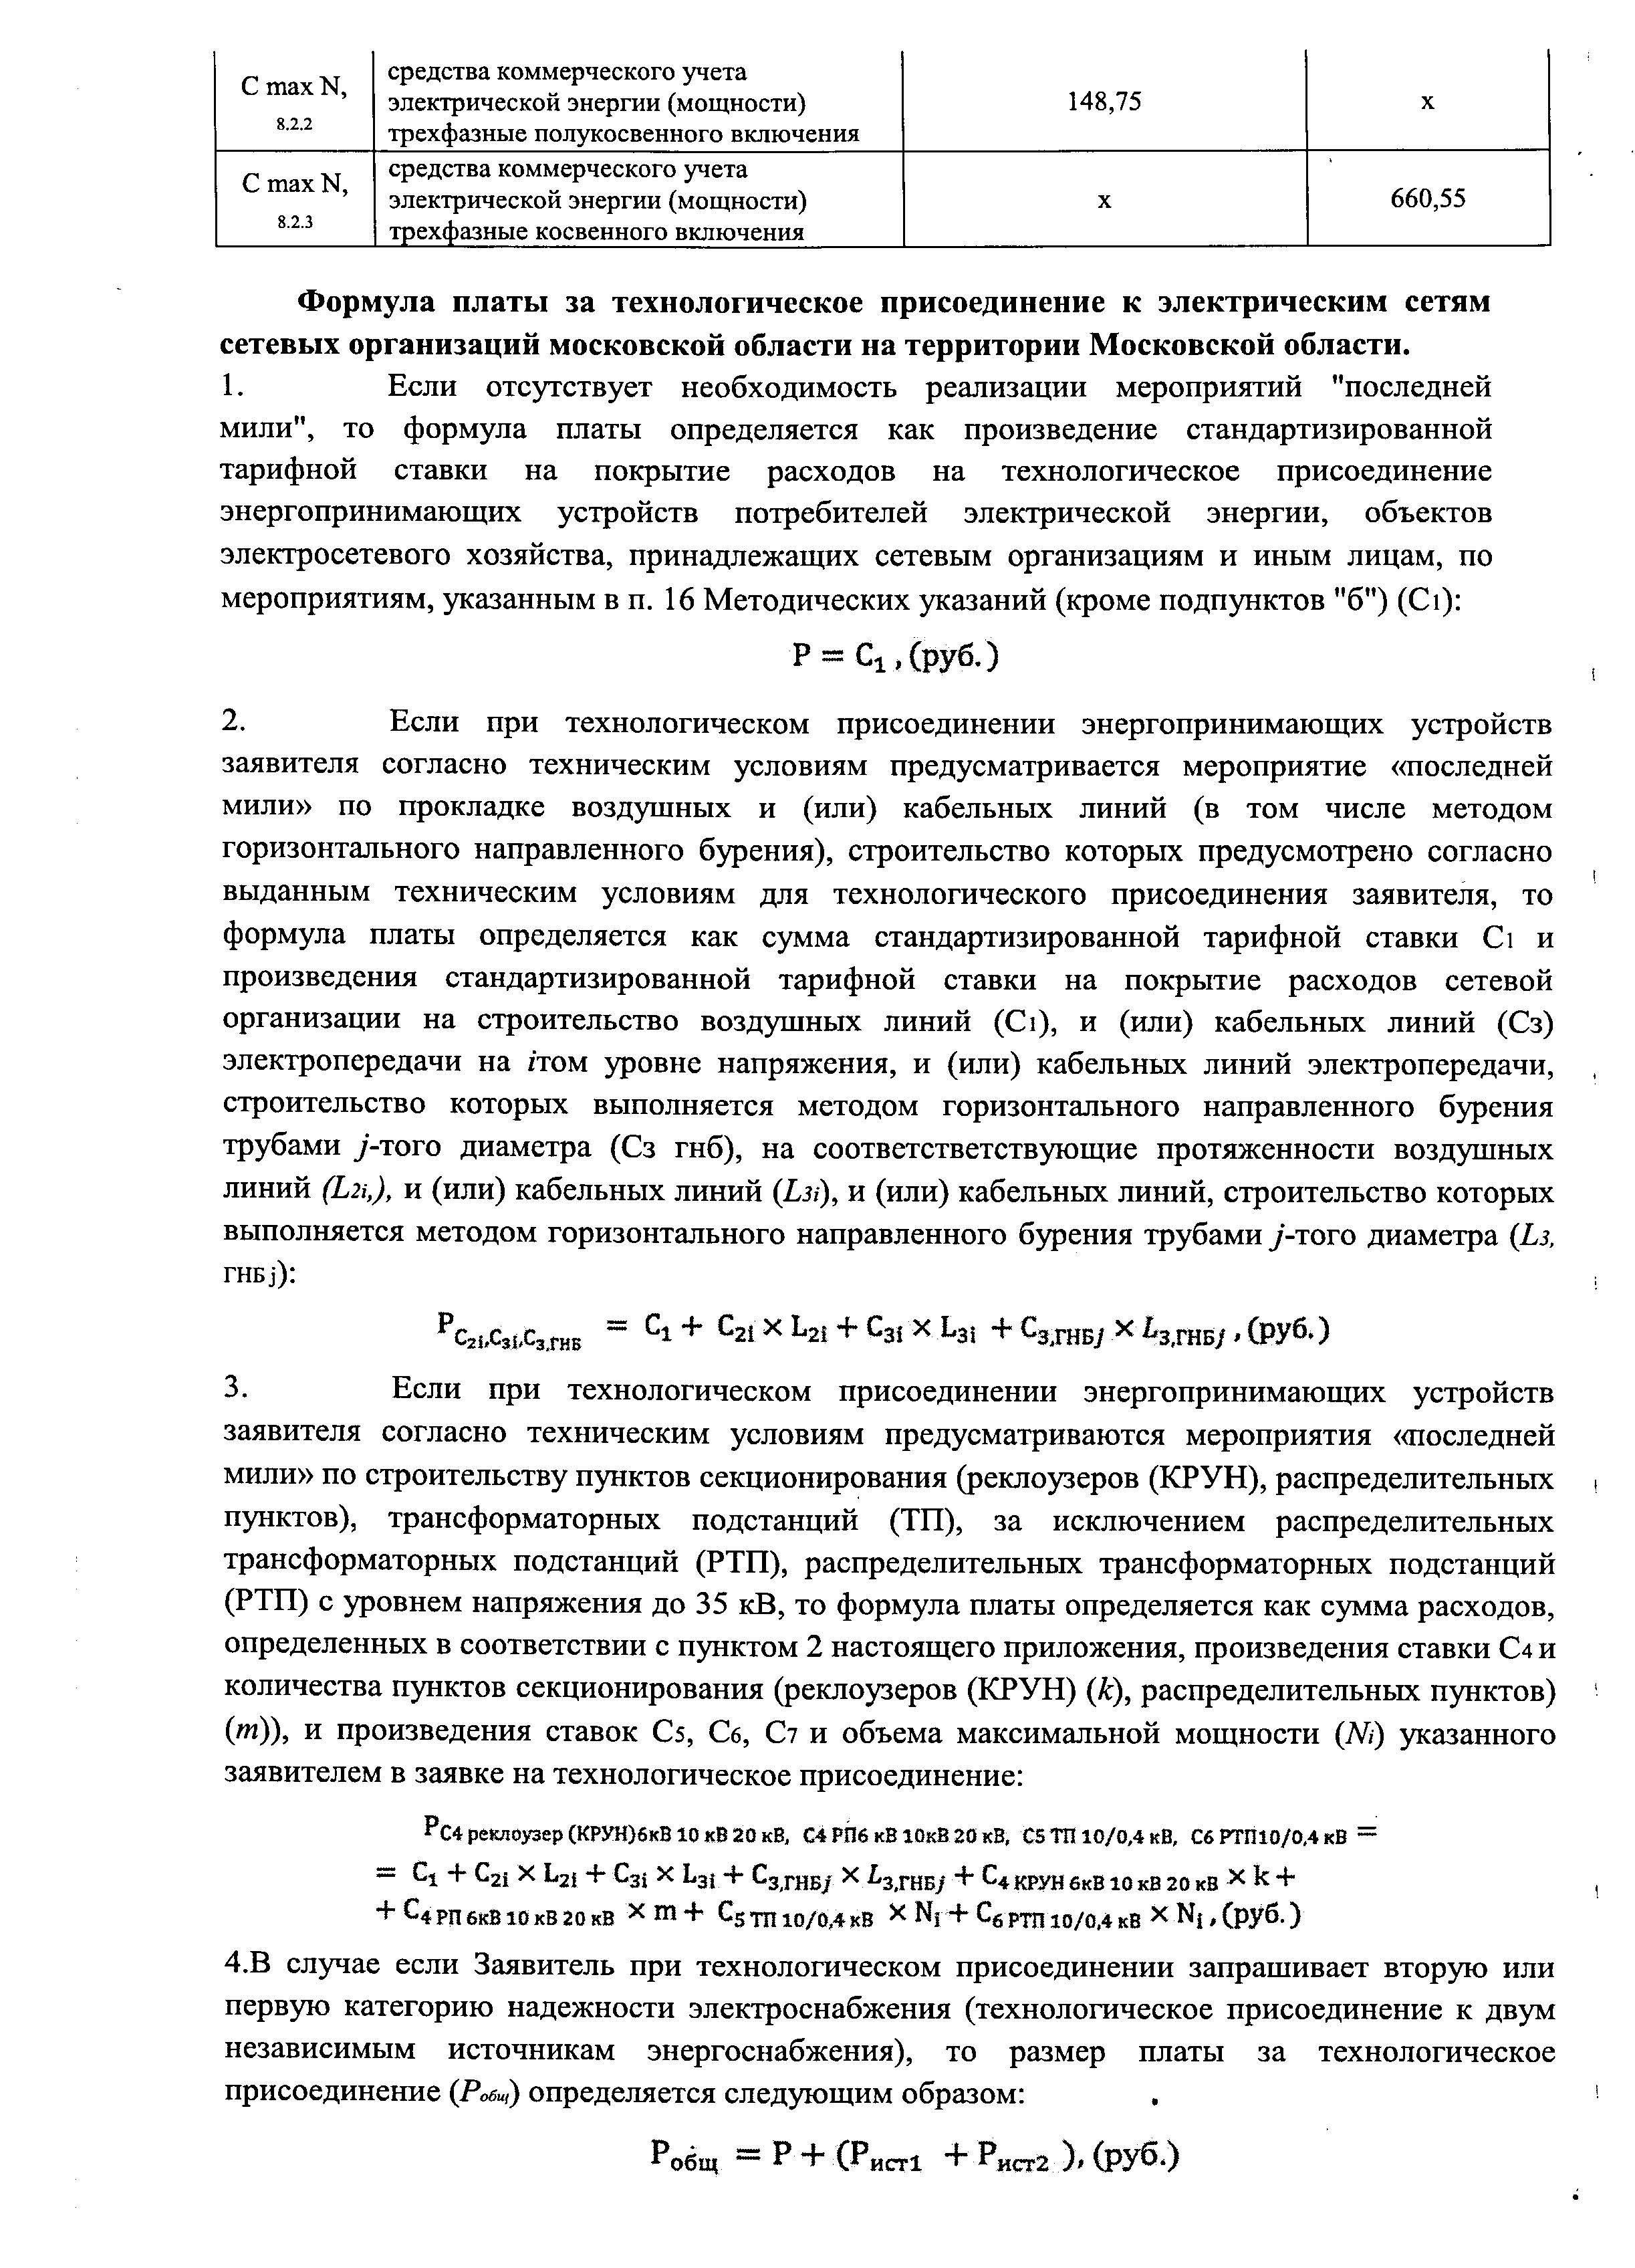 C max N, 8.2.2
средства коммерческого учета
электрической энергии (мощности)
трехфазные полукосвенного включения
148,75
x
C max N, 8.2.3
средства коммерческого учета
электрической энергии (мощности)
трехфазные косвенного включения
x
660,55
Формула платы за технологическое присоединение к электрическим сетям
сетевых организаций московской области на территории Московской области.
1. Если отсутствует необходимость реализации мероприятий "последней
мили", то формула платы определяется как произведение стандартизированной
тарифной ставки на покрытие расходов на технологическое присоединение
энергопринимающих устройств потребителей электрической энергии, объектов
электросетевого хозяйства, принадлежащих сетевым организациям и иным лицам, по
мероприятиям, указанным в п. 16 Методических указаний (кроме подпунктов "б") (C1):
P = C1 , (руб.)
2. Если при технологическом присоединении энергопринимающих устройств
заявителя согласно техническим условиям предусматривается мероприятие «последней
мили» по прокладке воздушных и (или) кабельных линий (в том числе методом
горизонтального направленного бурения), строительство которых предусмотрено согласно
выданным техническим условиям для технологического присоединения заявителя, то
формула платы определяется как сумма стандартизированной тарифной ставки C1 и
произведения стандартизированной тарифной ставки на покрытие расходов сетевой
организации на строительство воздушных линий (C1), и (или) кабельных линий (C3)
электропередачи на iтом уровне напряжения, и (или) кабельных линий электропередачи,
строительство которых выполняется методом горизонтального направленного бурения
трубами j-того диаметра (C3 гнб), на соответстветствующие протяженности воздушных
линий (L2i,), и (или) кабельных линий (L3i), и (или) кабельных линий, строительство которых
выполняется методом горизонтального направленного бурения трубами j-того диаметра (L3,
ГНБ j):
P C2i,C3i,C3,ГНБ = C1 + C2i × L2i + C3i × L3i + C3,ГНБj × L3,ГНБj , (руб.)
3. Если при технологическом присоединении энергопринимающих устройств
заявителя согласно техническим условиям предусматриваются мероприятия «последней
мили» по строительству пунктов секционирования (реклоузеров (КРУН), распределительных
пунктов), трансформаторных подстанций (ТП), за исключением распределительных
трансформаторных подстанций (РТП), распределительных трансформаторных подстанций
(РТП) с уровнем напряжения до 35 кВ, то формула платы определяется как сумма расходов,
определенных в соответствии с пунктом 2 настоящего приложения, произведения ставки C4 и
количества пунктов секционирования (реклоузеров (КРУН) (k), распределительных пунктов)
(m)), и произведения ставок C5, C6, C7 и объема максимальной мощности (Ni) указанного
заявителем в заявке на технологическое присоединение:
P C4 реклоузер (КРУН)6кВ 10 кВ 20 кВ, C4 РП6 кВ 10кВ 20 кВ, C5 ТП 10/0,4 кВ, C6 РТП10/0,4 кВ =
= C1 + C2i × L2i + C3i × L3i + C3,ГНБj × L3,ГНБj + C4 КРУН 6кВ 10 кВ 20 кВ × k +
+ C4 РП 6кВ 10 кВ 20 кВ × m + C5 ТП 10/0,4 кВ × Ni + C6 РТП 10/0,4 кВ × Ni , (руб.)
4.В случае если Заявитель при технологическом присоединении запрашивает вторую или
первую категорию надежности электроснабжения (технологическое присоединение к двум
независимым источникам энергоснабжения), то размер платы за технологическое
присоединение (Pобщ) определяется следующим образом:
Pобщ = P + (Pист1 + Pист2 ), (руб.)